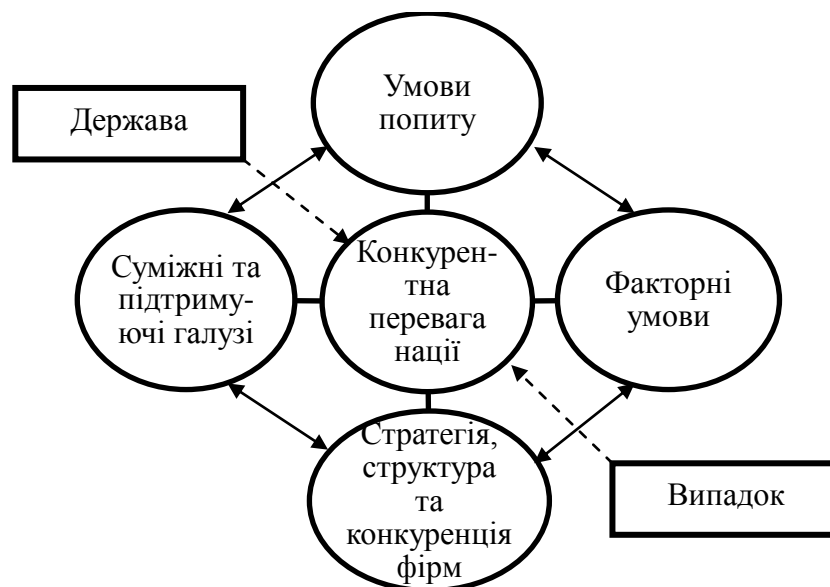 Умови
попиту
Держава
Суміжні та
підтриму-
ючі галузі
Конкурен-
тна
перевага
нації
Факторні
умови
Стратегія,
структура
та
конкуренція
фірм
Випадок